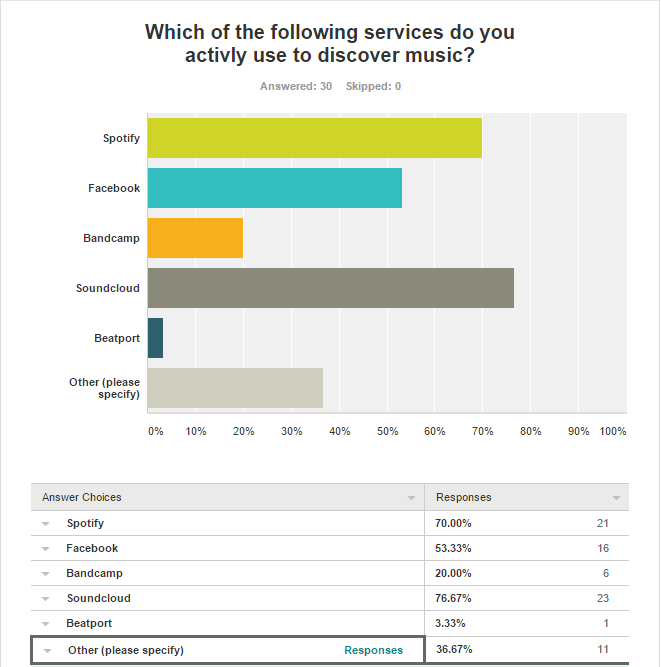 Which of the following services do you
activly use to discover music?
Answered: 30 Skipped: 0
Spotify
Facebook
Bandcamp
Soundcloud
Beatport
Other (please
specify)
0% 10% 20% 30% 40% 50% 60% 70% 80% 90% 100%
Answer Choices Responses
Spotify 70.00% 21
Facebook 53.33% 16
Bandcamp 20.00% 6
Soundcloud 76.67% 23
Beatport 3.33% 1
Other (please specify) Responses 36.67% 11